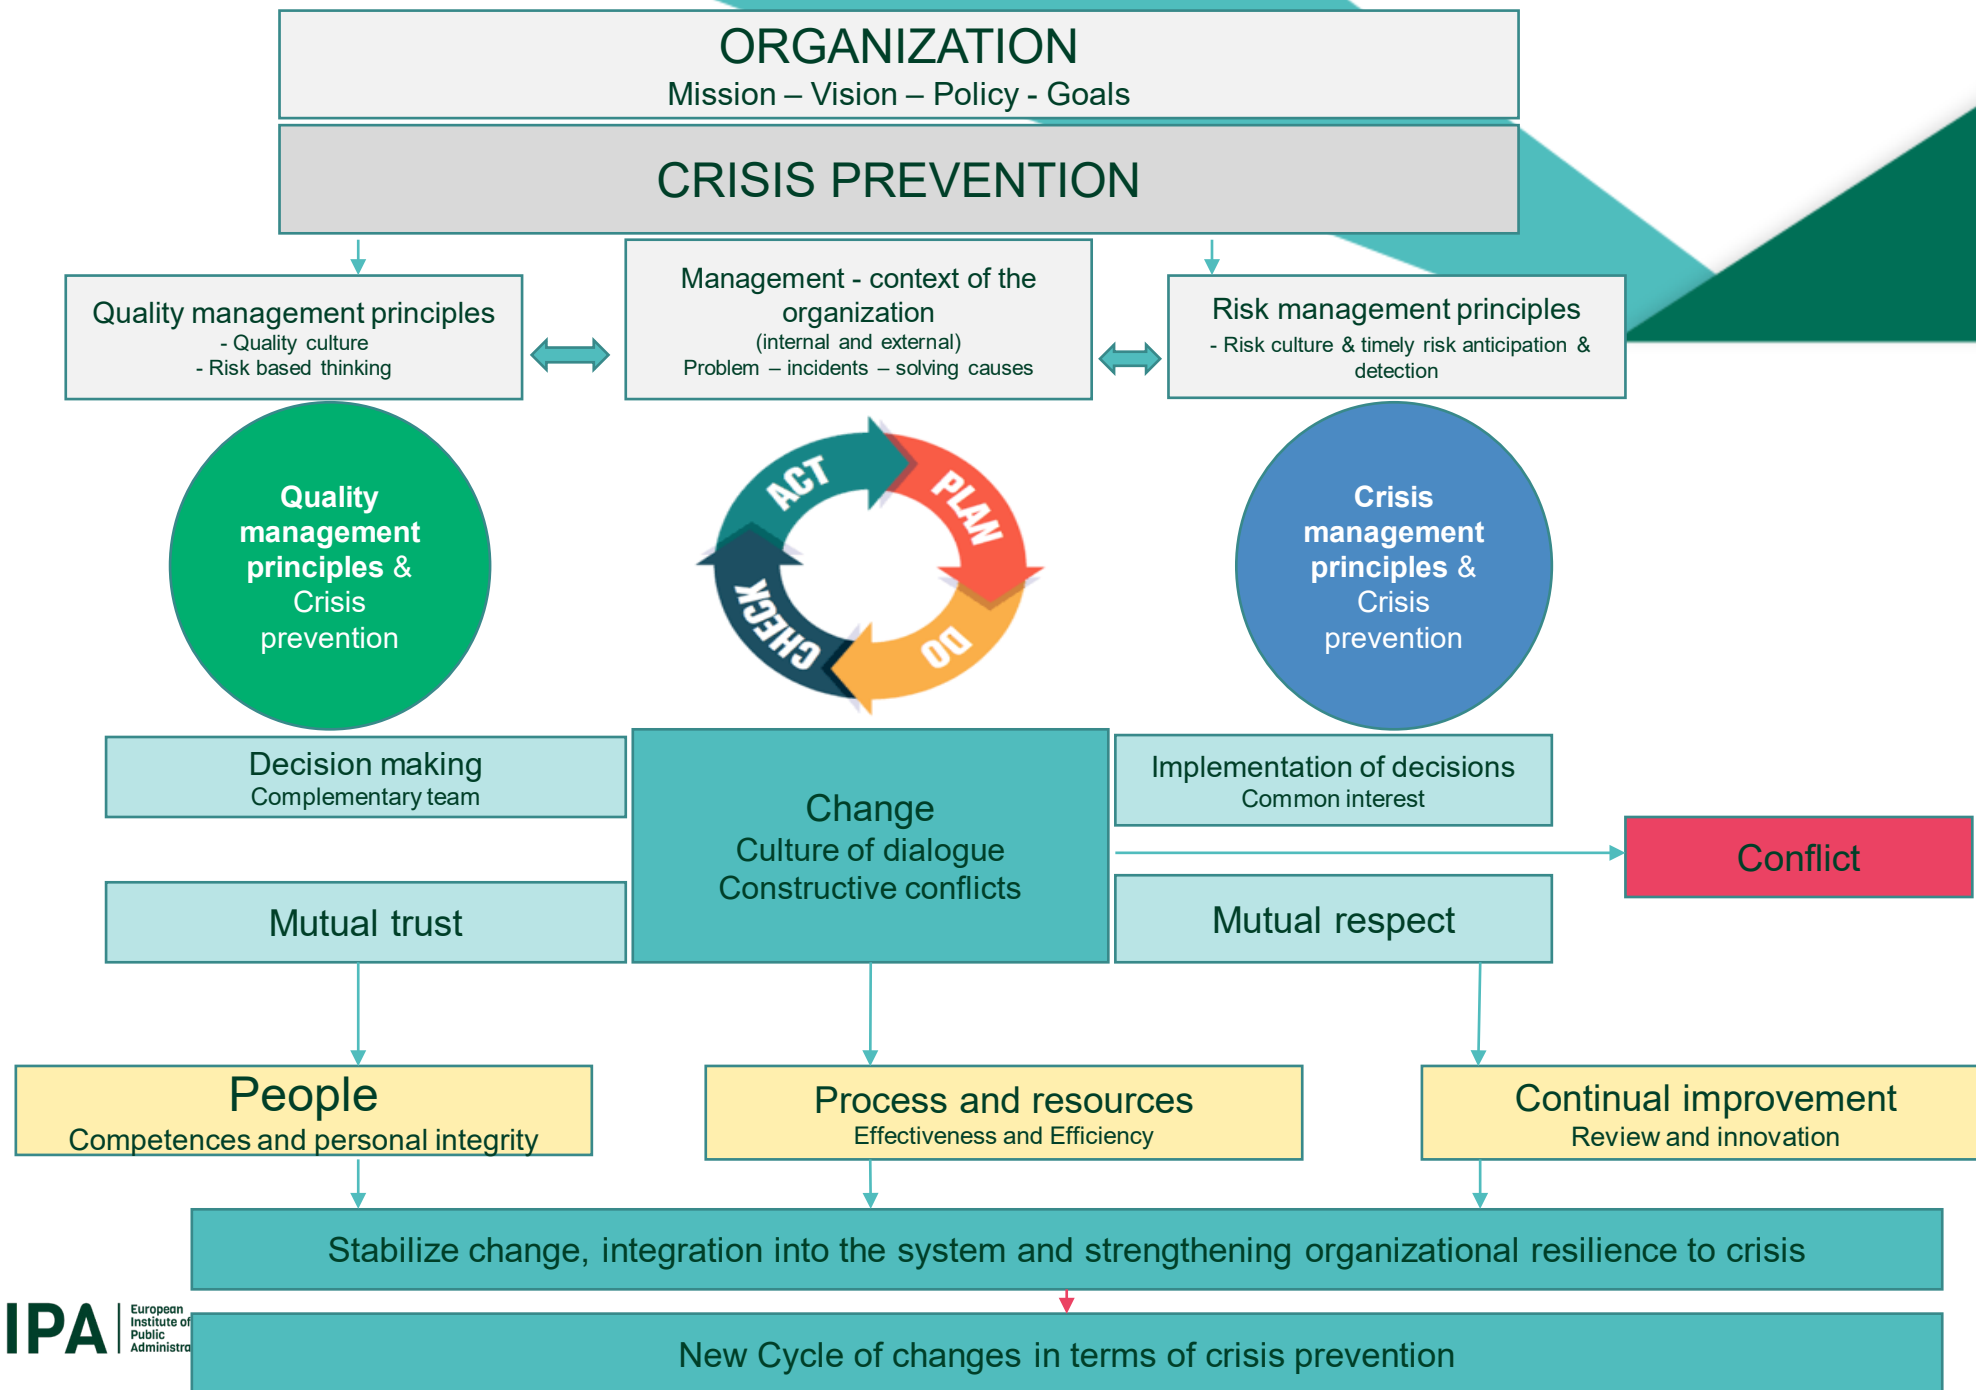 ORGANIZATION
Mission – Vision – Policy - Goals
CRISIS PREVENTION
Quality management principles
- Quality culture
- Risk based thinking
Management - context of the
organization
(internal and external)
Problem – incidents – solving causes
Risk management principles
- Risk culture & timely risk anticipation &
detection
Quality
management
principles &
Crisis
prevention
ACT
PLAN
DO
CHECK
Crisis
management
principles &
Crisis
prevention
Decision making
Complementary team
Change
Culture of dialogue
Constructive conflicts
Implementation of decisions
Common interest
Conflict
Mutual trust
Mutual respect
People
Competences and personal integrity
Process and resources
Effectiveness and Efficiency
Continual improvement
Review and innovation
Stabilize change, integration into the system and strengthening organizational resilience to crisis
IPA
European
Institute of
Public
Administra
New Cycle of changes in terms of crisis prevention